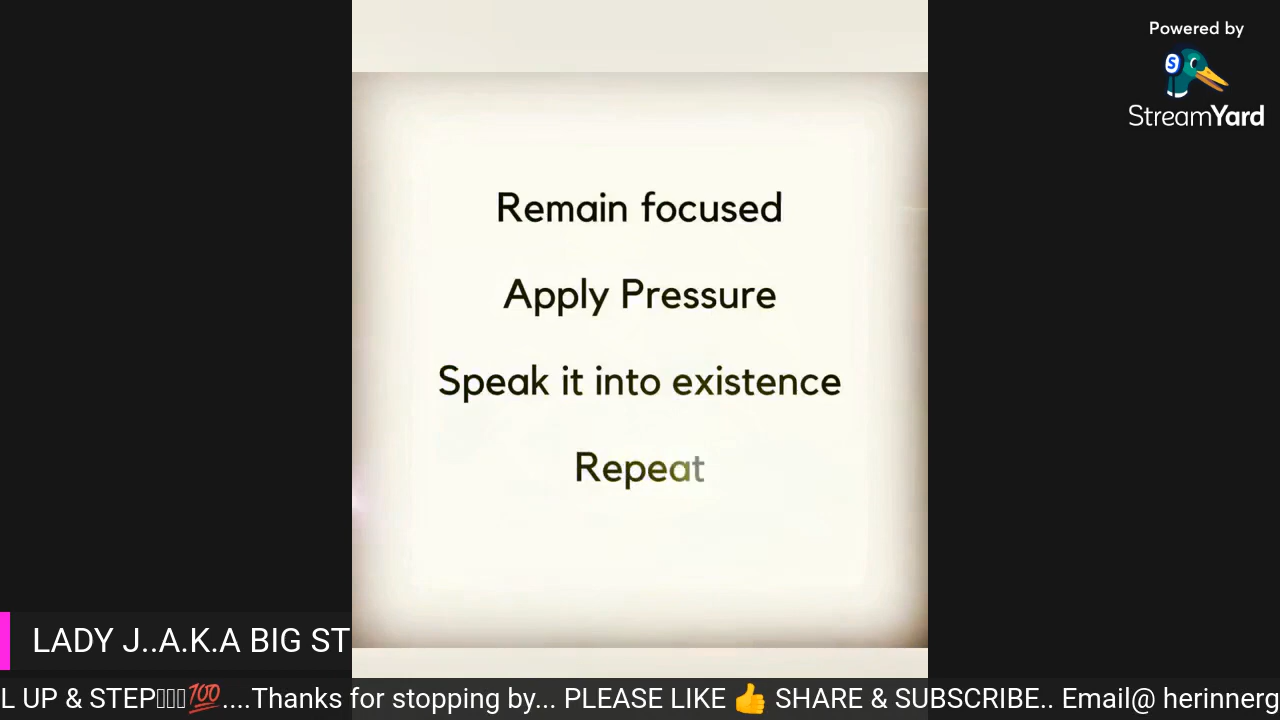 Powered by
StreamYard
Remain focused
Apply Pressure
Speak it into existence
Repeat
LADY J..A.K.A BIG ST
L UP & STEP💯....Thanks for stopping by... PLEASE LIKE 👍 SHARE & SUBSCRIBE.. Email@ herinnerg